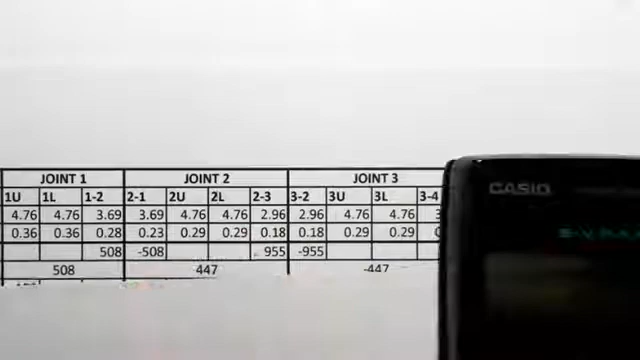 JOINT 1 JOINT 2 JOINT 3
1U 1L 1-2 2-1 2U 2L 2-3 3-2 3U 3L 3-4
4.76 4.76 3.69 3.69 4.76 4.76 2.96 2.96 4.76 4.76
0.36 0.36 0.28 0.23 0.29 0.29 0.18 0.18 0.29 0.29
508 -508 955 -955
508 447 -447
CASIO